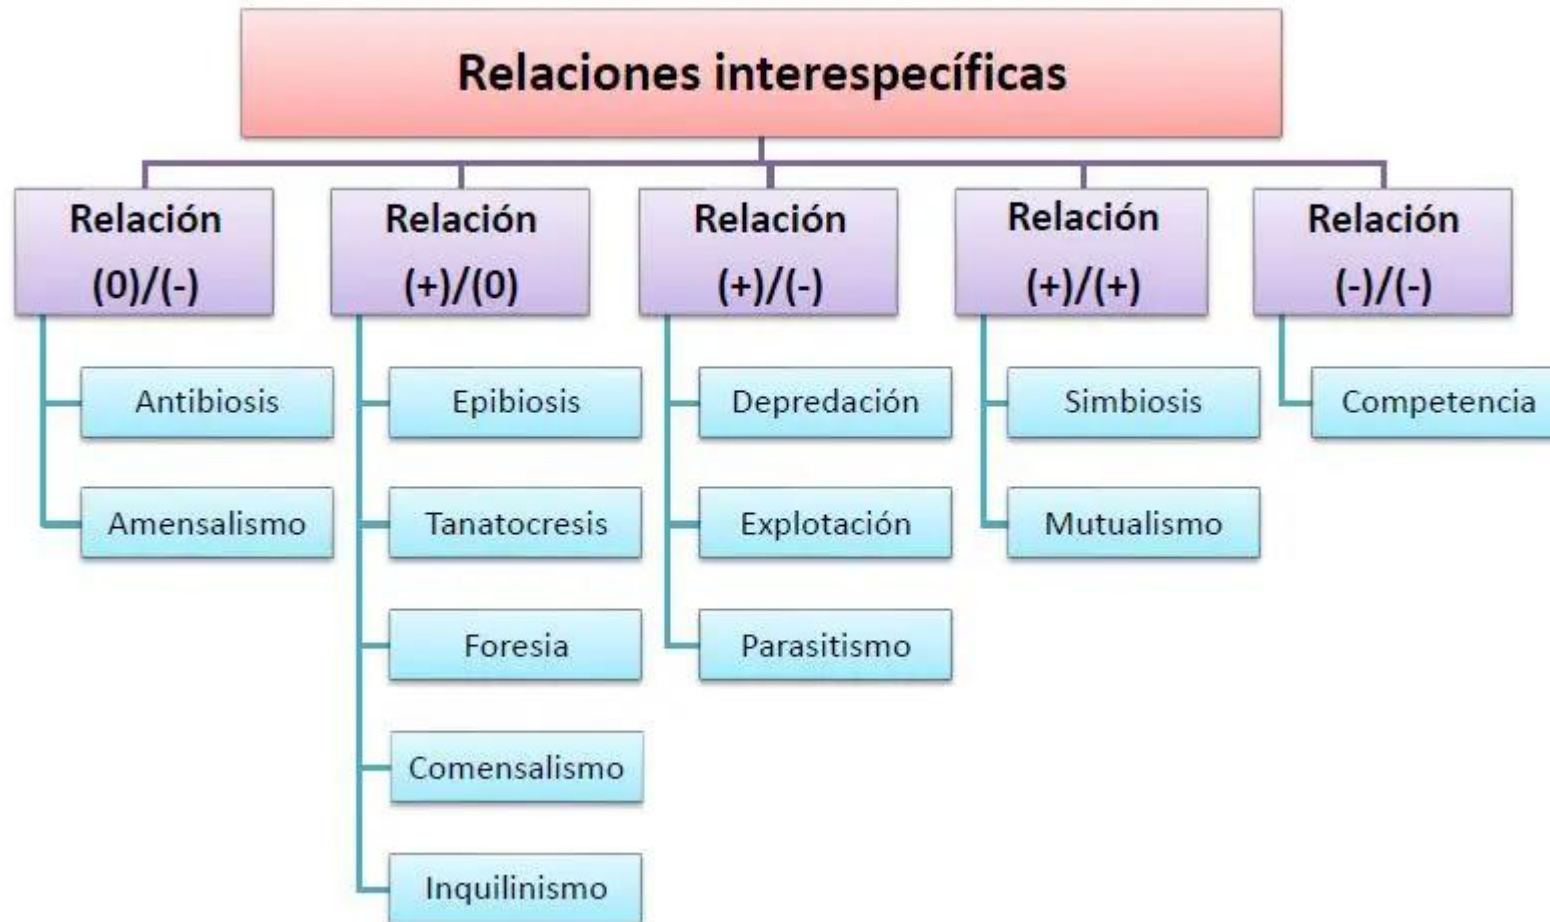 Relaciones interespecíficas
Relación
(0)/(-)
Antibiosis
Amensalismo
Relación
(+)/(0)
Epibiosis
Tanatocresis
Foresia
Comensalismo
Inquilinismo
Relación
(+)/(-)
Depredación
Explotación
Parasitismo
Relación
(+)/(+)
Simbiosis
Mutualismo
Relación
(-)/(-)
Competencia